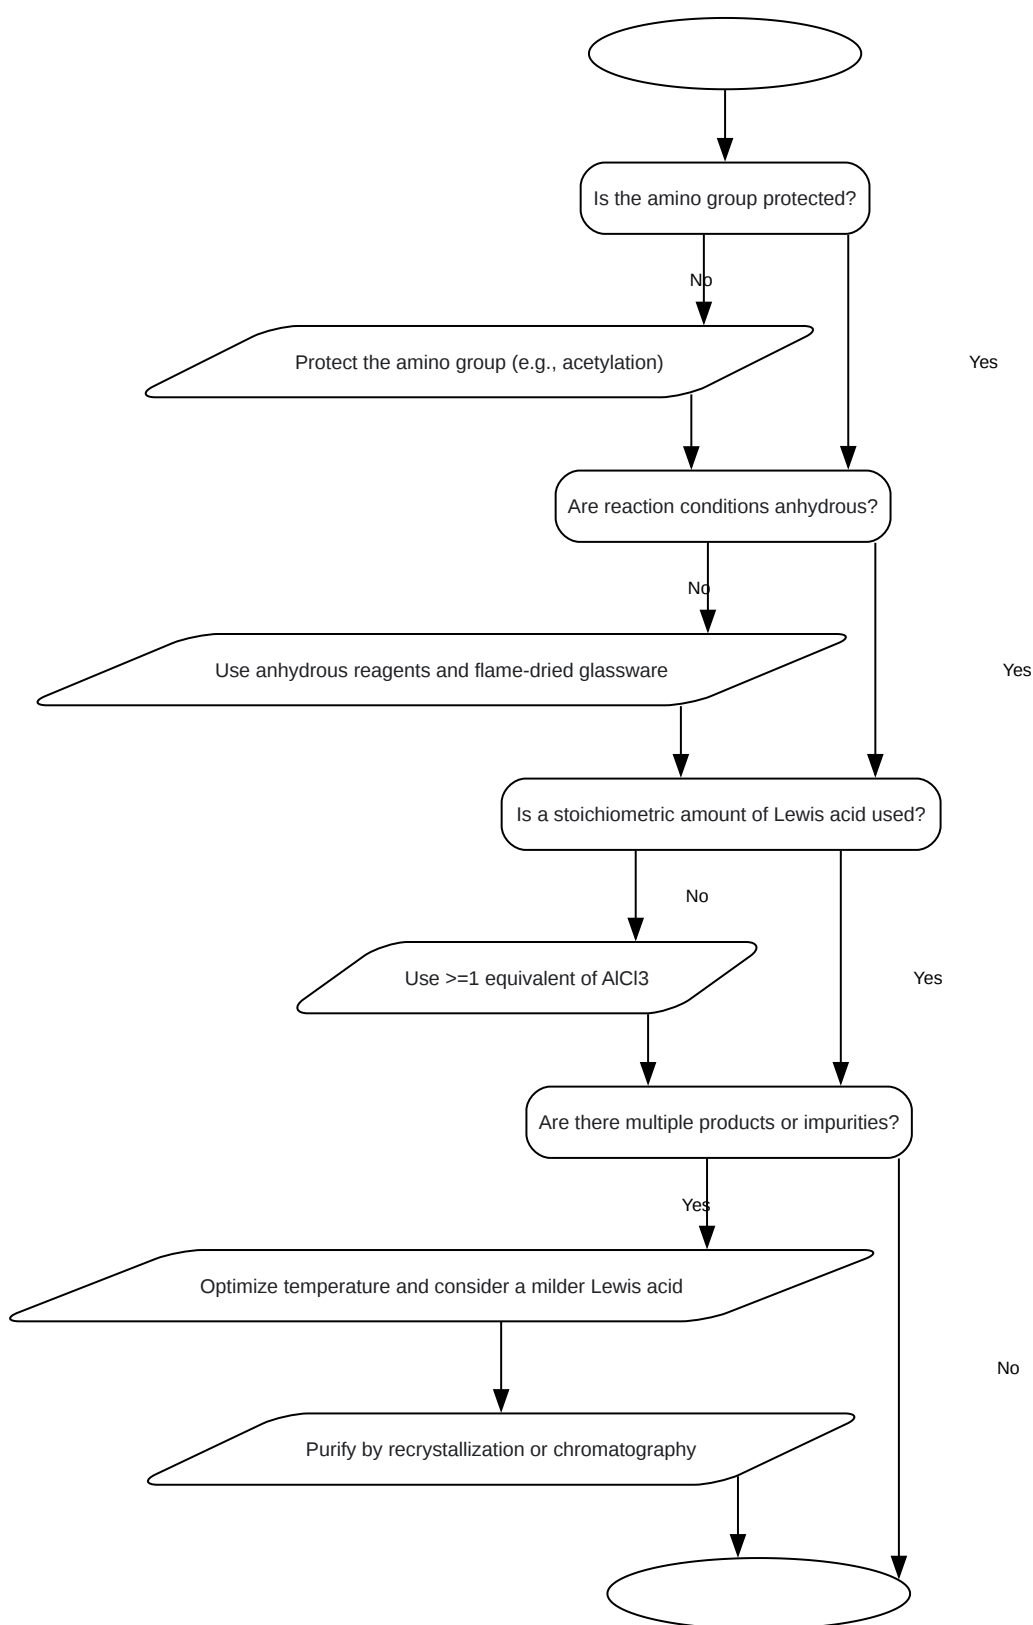 Is the amino group protected?
No
Protect the amino group (e.g., acetylation)
Yes
Are reaction conditions anhydrous?
No
Use anhydrous reagents and flame-dried glassware
Yes
Is a stoichiometric amount of Lewis acid used?
No
Use >=1 equivalent of AlCl3
Yes
Are there multiple products or impurities?
Yes
Optimize temperature and consider a milder Lewis acid
No
Purify by recrystallization or chromatography